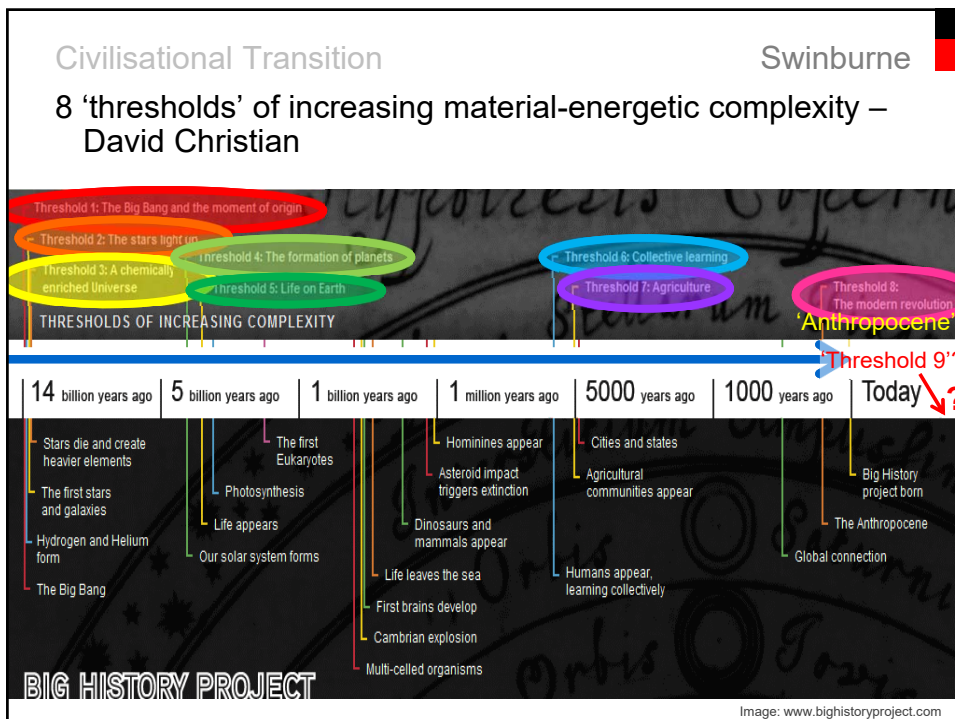 Civilisational Transition
Swinburne
8 ‘thresholds’ of increasing material-energetic complexity –
David Christian
Threshold 1: The Big Bang and the moment of origin
Threshold 2: The stars light up
Threshold 3: A chemically
enriched Universe
Threshold 4: The formation of planets
Threshold 5: Life on Earth
Threshold 6: Collective learning
Threshold 7: Agriculture
Threshold 8:
The modern revolution
‘Anthropocene’
THRESHOLDS OF INCREASING COMPLEXITY
‘Threshold 9’?
?
14 billion years ago
5 billion years ago
1 billion years ago
1 million years ago
5000 years ago
1000 years ago
Today
Stars die and create
heavier elements
The first stars
and galaxies
Hydrogen and Helium
form
The Big Bang
The first
Eukaryotes
Photosynthesis
Life appears
Our solar system forms
Hominines appear
Asteroid impact
triggers extinction
Dinosaurs and
mammals appear
Life leaves the sea
First brains develop
Cambrian explosion
Multi-celled organisms
Cities and states
Agricultural
communities appear
Humans appear,
learning collectively
Big History
project born
The Anthropocene
Global connection
BIG HISTORY PROJECT
Image: www.bighistoryproject.com